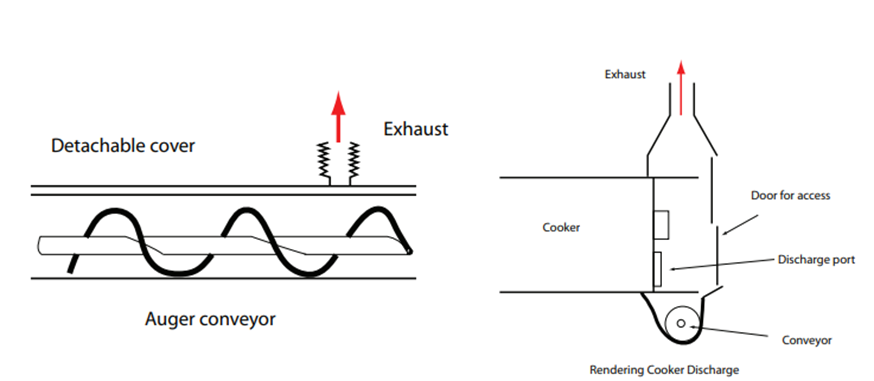 Detachable cover
Exhaust
Auger conveyor
Exhaust
Cooker
Door for access
Discharge port
Conveyor
Rendering Cooker Discharge